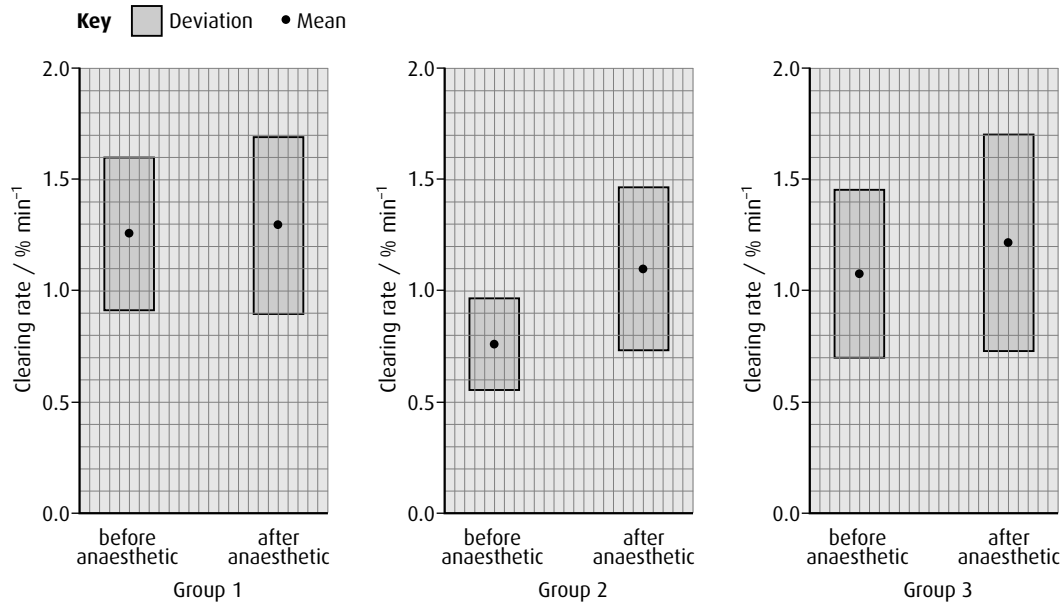 Key Deviation • Mean
2.0
1.5
1.0
0.5
0.0
Clearing rate / % min⁻¹
before
anaesthetic
after
anaesthetic
Group 1
2.0
1.5
1.0
0.5
0.0
Clearing rate / % min⁻¹
before
anaesthetic
after
anaesthetic
Group 2
2.0
1.5
1.0
0.5
0.0
Clearing rate / % min⁻¹
before
anaesthetic
after
anaesthetic
Group 3